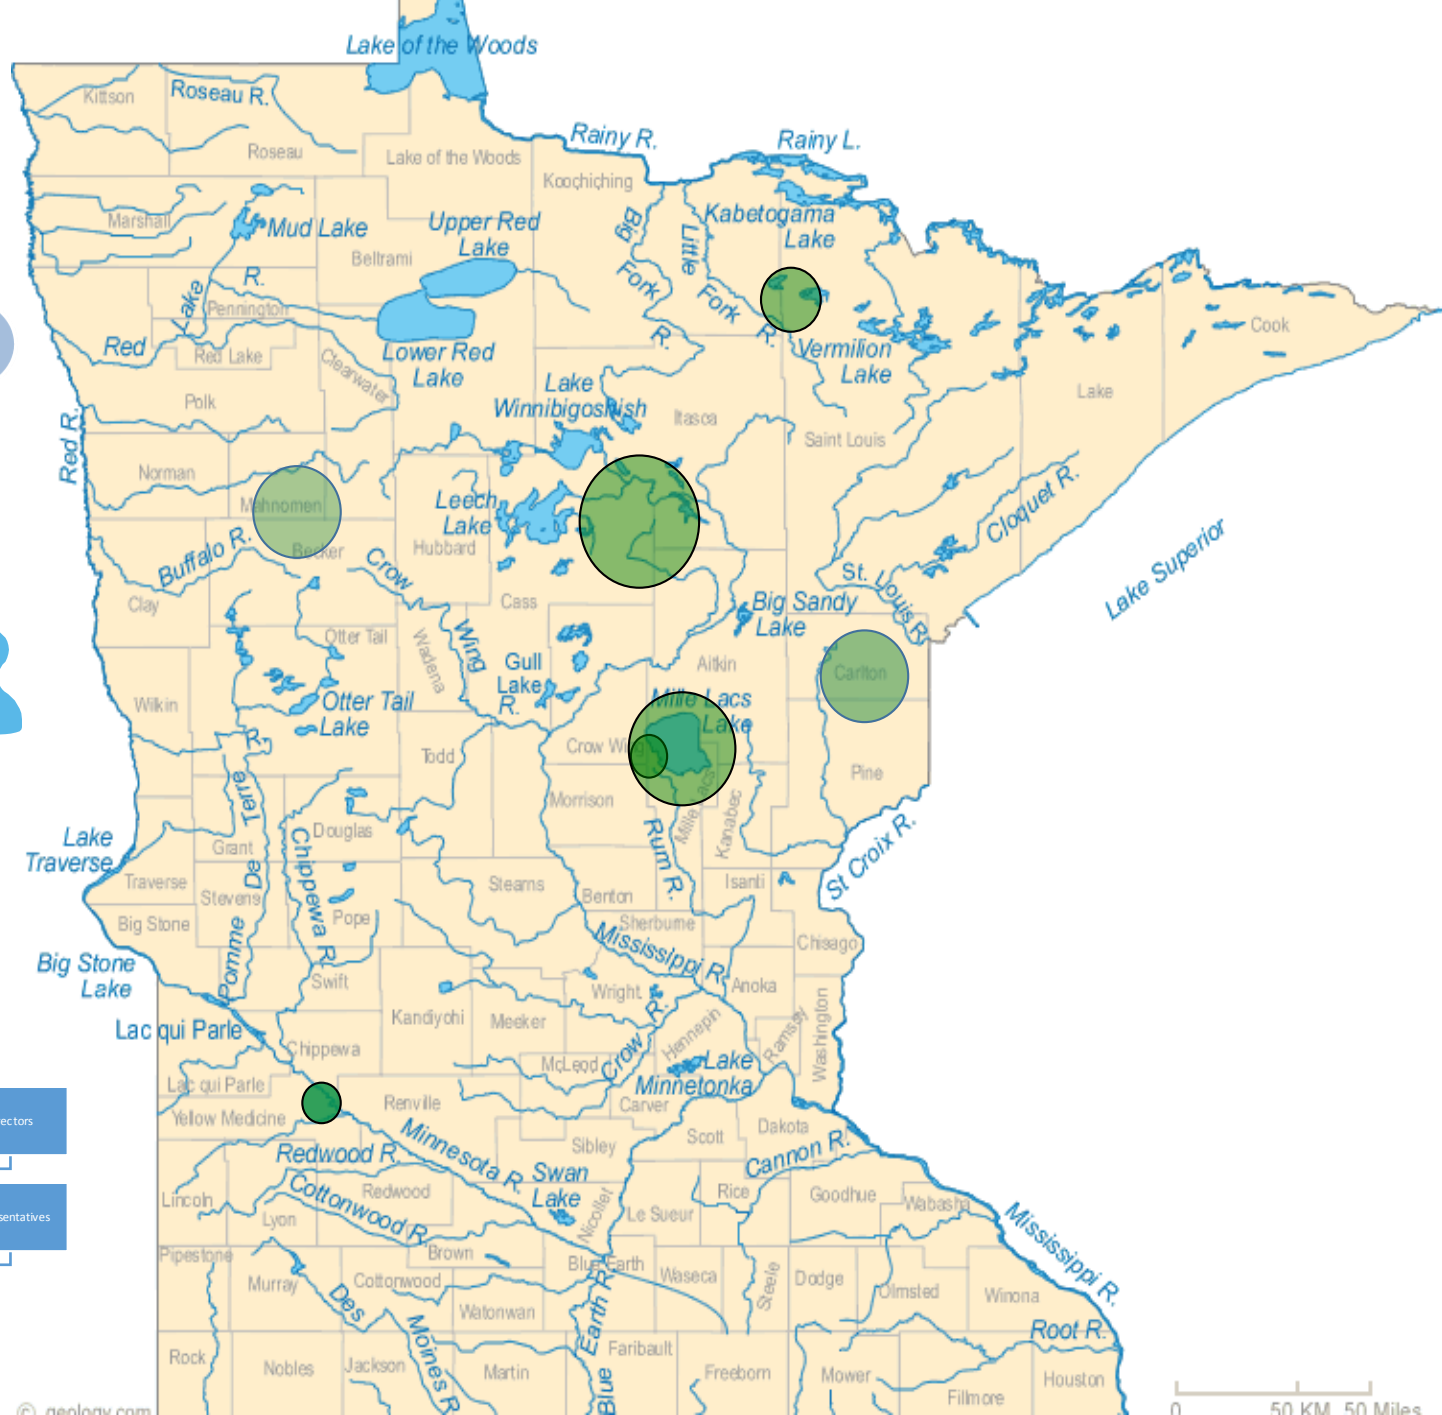 Lake of the Woods
Kittson
Roseau R.
Rainy R.
Rainy L.
Roseau
Lake of the Woods
Koochiching
Marshall
Mud Lake
Upper Red
Lake
Big
Fork
R.
Little
Fork
R.
Kabetogama
Lake
Beltrami
Red
Lake
R.
Pennington
Red Lake
Clearwater
Lower Red
Lake
Vermilion
Lake
Cook
Lake
Polk
Lake
Winnibigoshish
Itasca
Saint Louis
Red R.
Norman
Mahnomen
Leech
Lake
Hubbard
Cloquet R.
Lake Superior
Buffalo R.
Becker
Crow
Wing
R.
St. Louis R.
Clay
Cass
Big Sandy
Lake
Otter Tail
Wadena
Gull
Lake
Aitkin
Carlton
Wilkin
Otter Tail
Lake
Mille Lacs
Lake
Crow Wing
Todd
Pine
Morrison
Mille Lacs
Kanabec
Pomme
De
Terre
R.
Lake
Traverse
Grant
Douglas
Chippewa R.
Rum R.
St Croix R.
Traverse
Stevens
Stearns
Benton
Isanti
Big Stone
Pope
Sherburne
Mississippi R.
Chisago
Big Stone
Lake
Swift
Wright
Anoka
Lac qui Parle
Kandiyohi
Meeker
Crow R.
Hennepin
Ramsey
Washington
Chippewa
McLeod
Lake
Minnetonka
Lac qui Parle
Renville
Carver
ectors
Yellow Medicine
Minnesota R.
Scott
Dakota
Redwood R.
Sibley
Cannon R.
Swan
Lake
Lincoln
Cottonwood R.
Redwood
Nicollet
Rice
Goodhue
Wabasha
sentatives
Lyon
Le Sueur
Mississippi R.
Pipestone
Brown
Blue Earth
Waseca
Steele
Dodge
Olmsted
Winona
Murray
Cottonwood
Des
Moines R.
Watonwan
Blue
Earth R.
Root R.
Rock
Nobles
Jackson
Martin
Faribault
Freeborn
Mower
Fillmore
Houston
© geology.com
0
50 KM
50 Miles